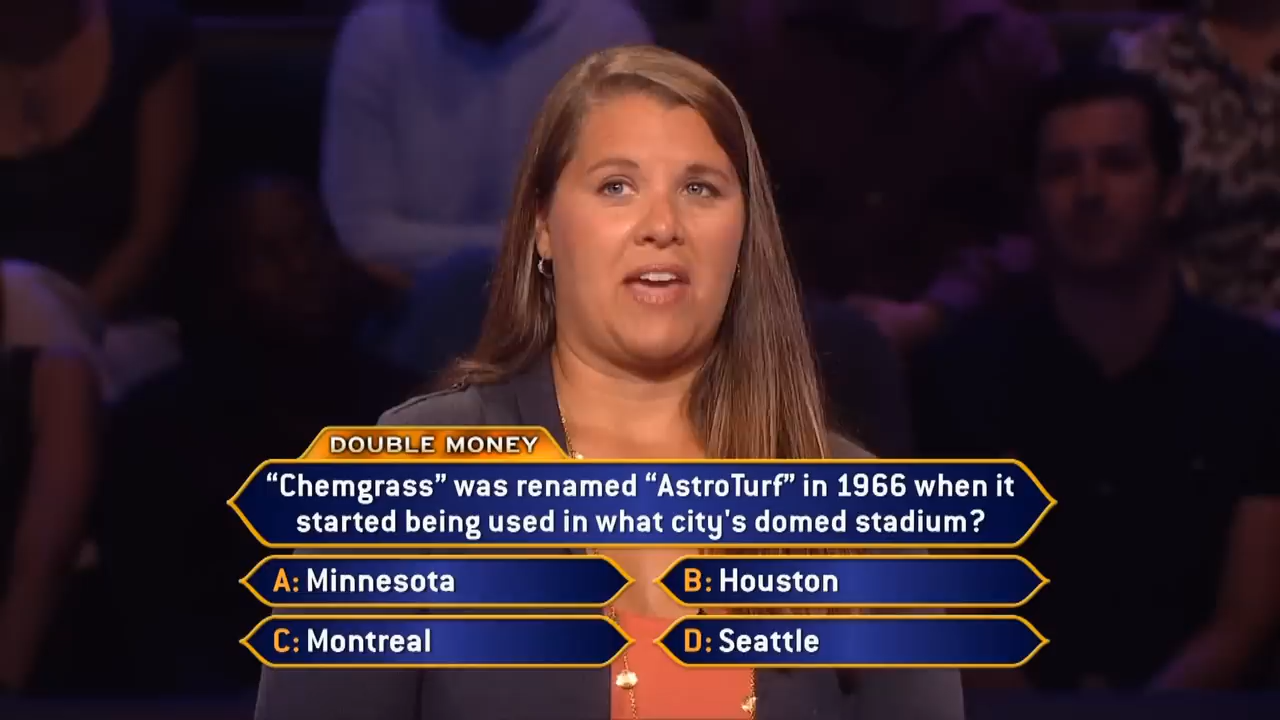 DOUBLE MONEY
“Chemgrass” was renamed “AstroTurf” in 1966 when it
started being used in what city's domed stadium?
A: Minnesota
B: Houston
C: Montreal
D: Seattle